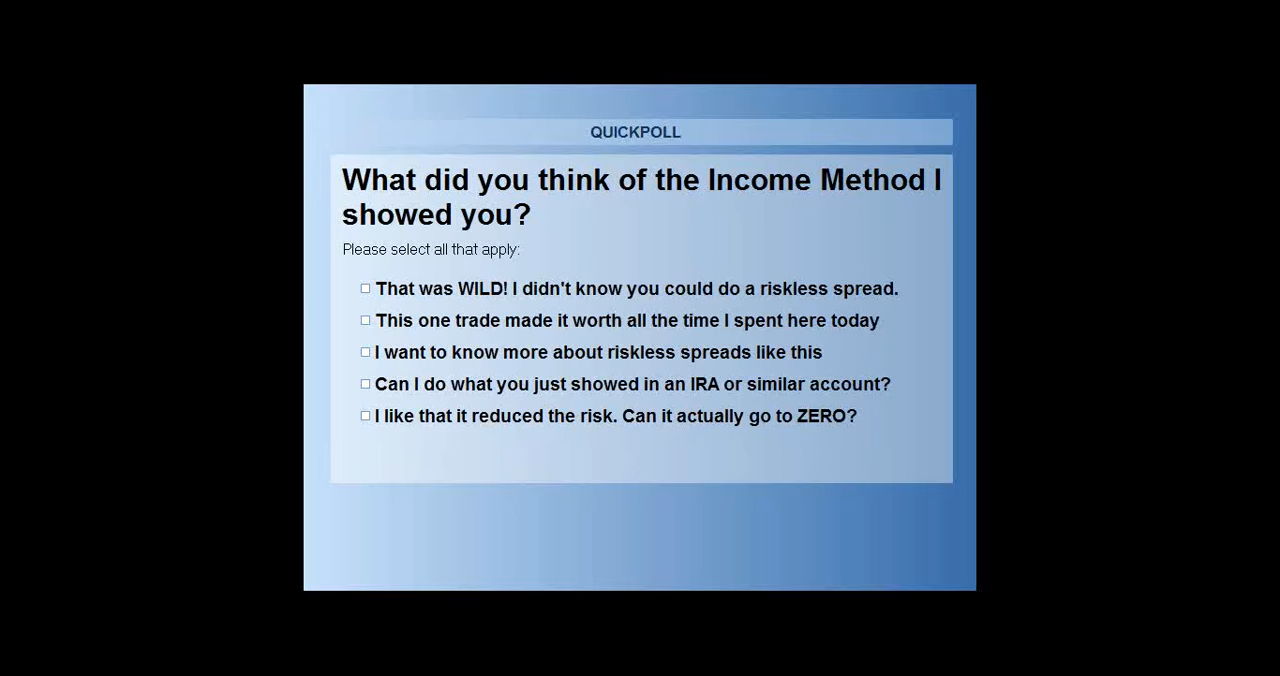 QUICKPOLL
What did you think of the Income Method I
showed you?
Please select all that apply:
That was WILD! I didn't know you could do a riskless spread.
This one trade made it worth all the time I spent here today
I want to know more about riskless spreads like this
Can I do what you just showed in an IRA or similar account?
I like that it reduced the risk. Can it actually go to ZERO?